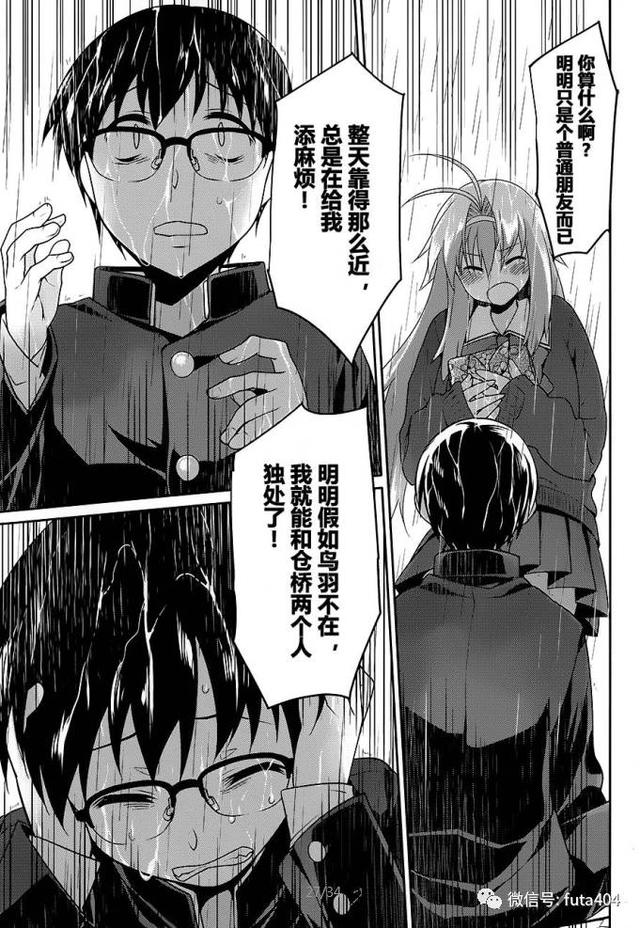 你算什么啊？
明明只是个普通朋友而已
整天靠得那么近，
总是在给我
添麻烦！
明明假如鸟羽不在，
我就能和仓桥两个人
独处了！
27/34
微信号: futa404